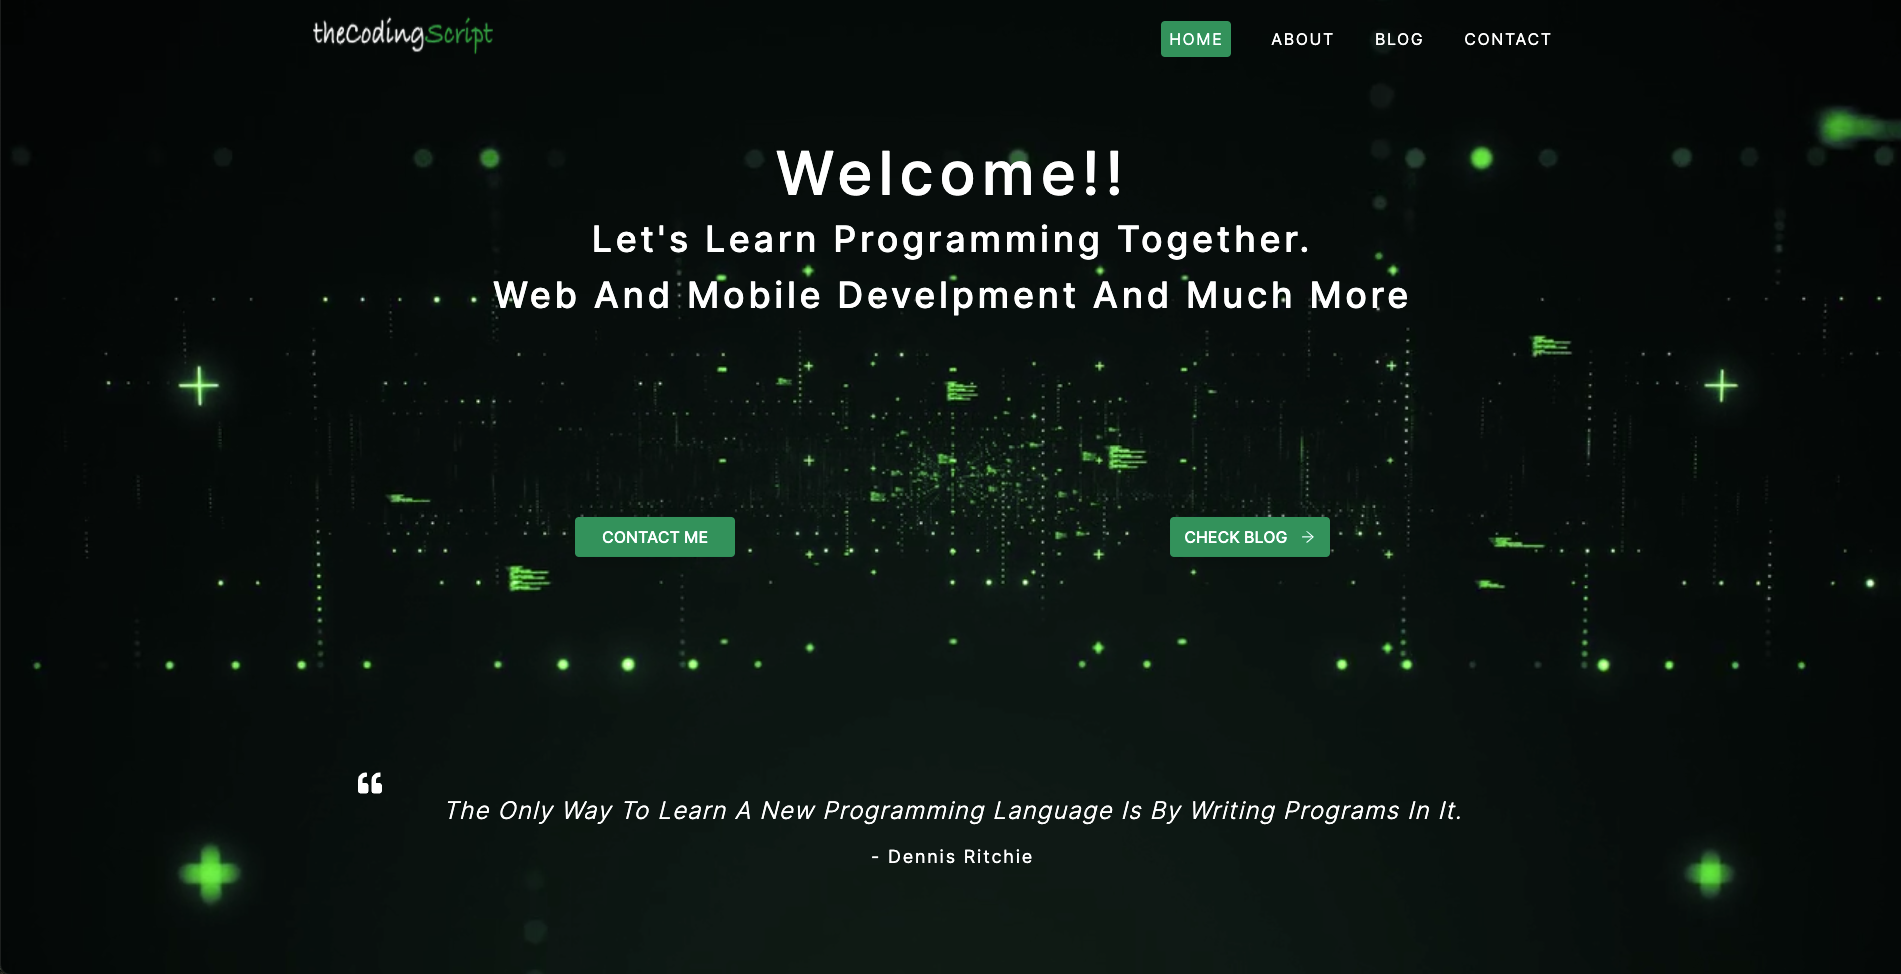 theCodingScript
HOME ABOUT BLOG CONTACT
Welcome!!
Let's Learn Programming Together.
Web And Mobile Develpment And Much More
CONTACT ME
CHECK BLOG →
“
The Only Way To Learn A New Programming Language Is By Writing Programs In It.
- Dennis Ritchie